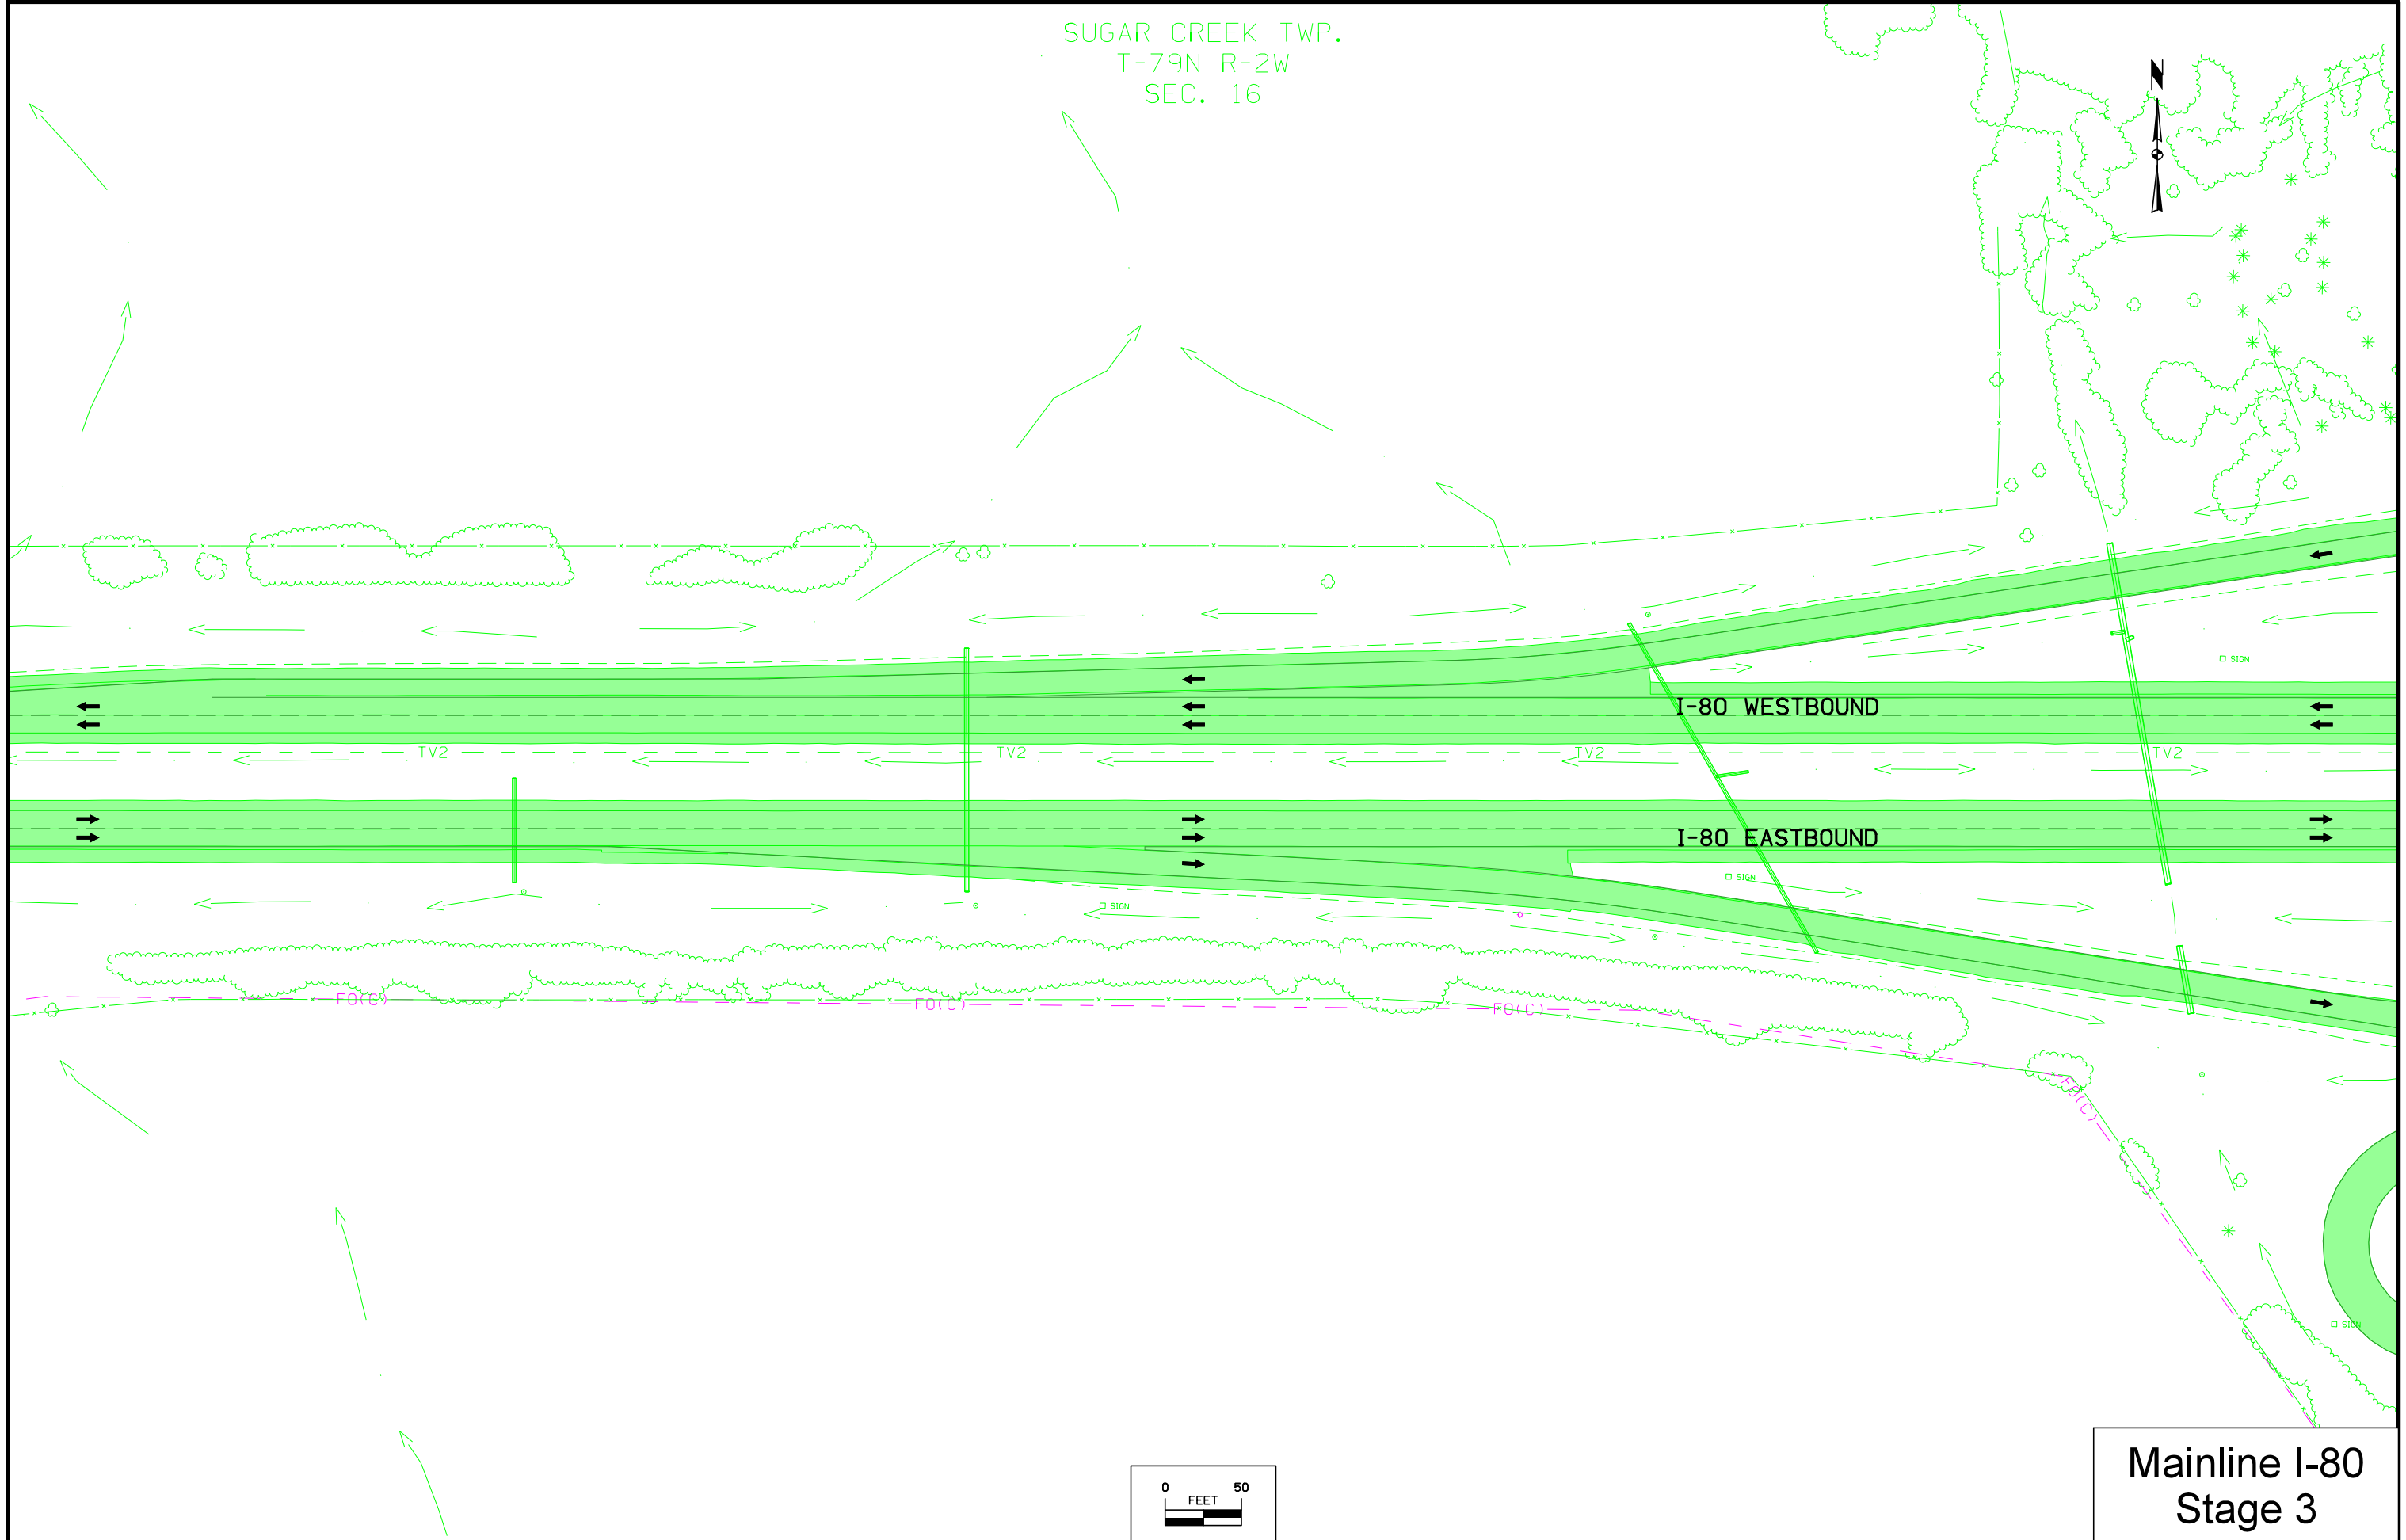 SUGAR CREEK TWP.
T-79N R-2W
SEC. 16
N
SIGN
I-80 WESTBOUND
TV2 TV2 TV2 TV2
I-80 EASTBOUND
SIGN
SIGN
FO(C) FO(C) FO(C)
FO(C)
SIGN
0 50
FEET
Mainline I-80
Stage 3